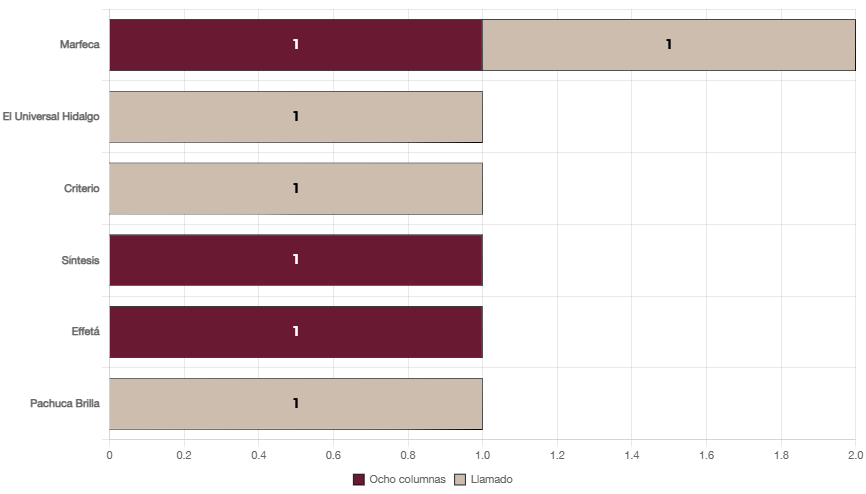 Marfeca
1
1
El Universal Hidalgo
1
Criterio
1
Síntesis
1
Effetá
1
Pachuca Brilla
1
0 0.2 0.4 0.6 0.8 1.0 1.2 1.4 1.6 1.8 2.0
Ocho columnas Llamado